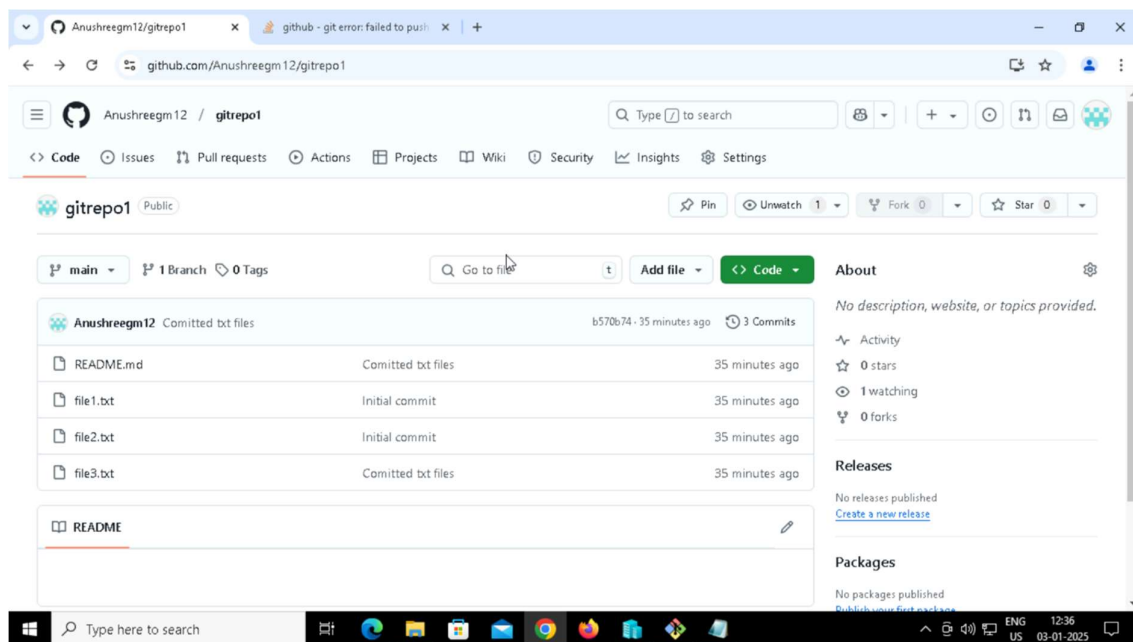 Anushreegm12/gitrepo1
github - git error: failed to push
github.com/Anushreegm12/gitrepo1
Anushreegm12 / gitrepo1
Type / to search
Code Issues Pull requests Actions Projects Wiki Security Insights Settings
gitrepo1 Public
Pin Unwatch 1 Fork 0 Star 0
main 1 Branch 0 Tags Go to file t Add file Code
About
No description, website, or topics provided.
Anushreegm12 Comitted txt files b570b74 · 35 minutes ago 3 Commits
Activity
README.md Comitted txt files 35 minutes ago
0 stars
1 watching
file1.txt Initial commit 35 minutes ago
0 forks
file2.txt Initial commit 35 minutes ago
Releases
file3.txt Comitted txt files 35 minutes ago
No releases published
Create a new release
README
Packages
No packages published
Publish your first package
Type here to search
ENG
US
12:36
03-01-2025